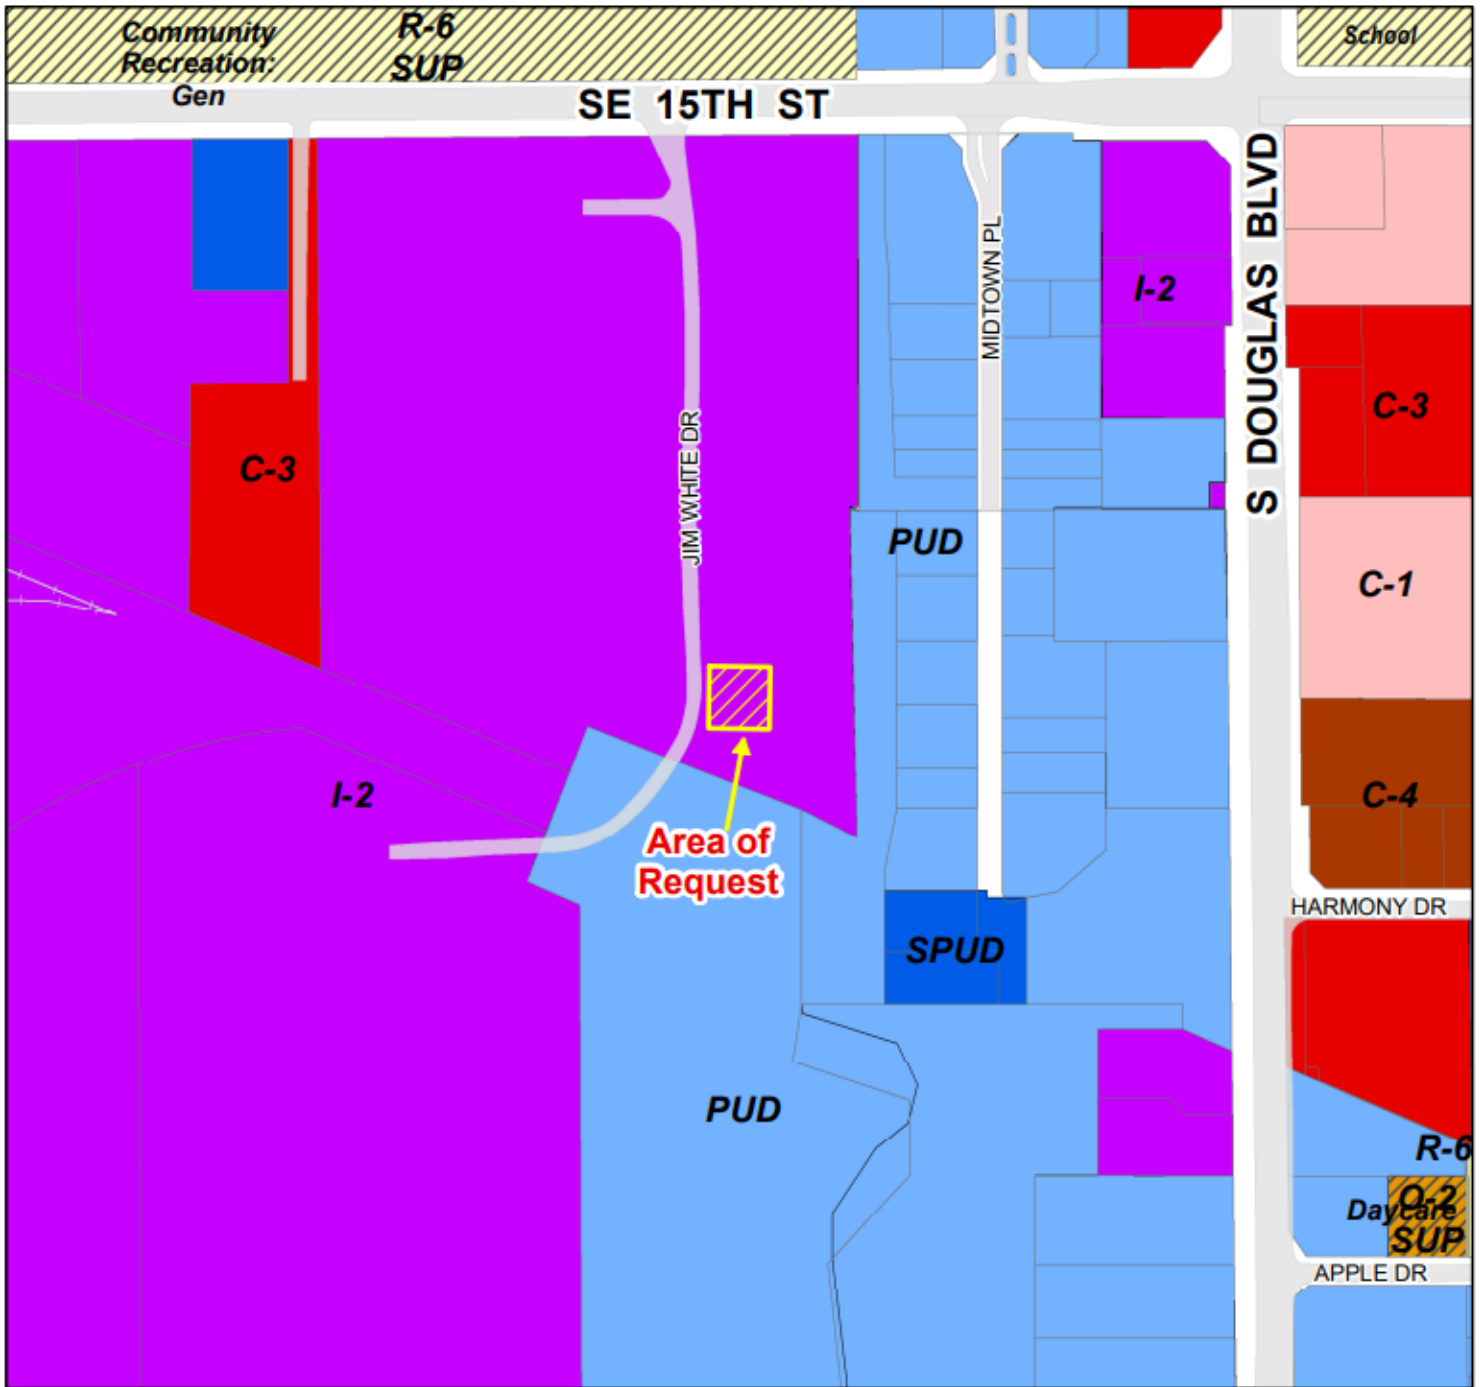 Community
Recreation:
Gen
R-6
SUP
School
SE 15TH ST
S DOUGLAS BLVD
MIDTOWN PL
I-2
C-3
C-3
JIM WHITE DR
PUD
C-1
I-2
C-4
Area of
Request
HARMONY DR
SPUD
PUD
R-6
O-2
Daycare
SUP
APPLE DR